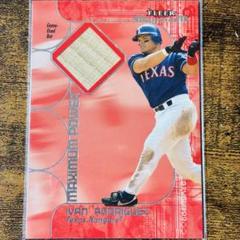 Game-
Used
Bat
FLEER
TEXAS
MAXIMUM POWER
IVAN RODRIGUEZ
Texas Rangers